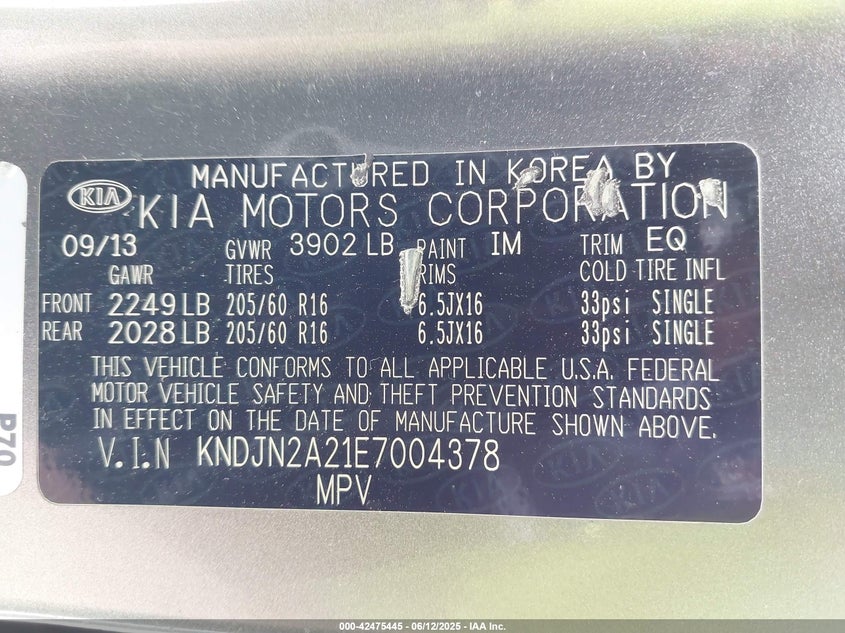 MANUFACTURED IN KOREA BY
KIA KIA MOTORS CORPORATION
09/13 GVWR 3902 LB PAINT IM TRIM EQ
GAWR TIRES RIMS COLD TIRE INFL
FRONT 2249 LB 205/60 R16 6.5JX16 33psi SINGLE
REAR 2028 LB 205/60 R16 6.5JX16 33psi SINGLE
THIS VEHICLE CONFORMS TO ALL APPLICABLE U.S.A. FEDERAL
MOTOR VEHICLE SAFETY AND THEFT PREVENTION STANDARDS
IN EFFECT ON THE DATE OF MANUFACTURE SHOWN ABOVE.
V.I.N KNDJN2A21E7004378
MPV
P70
000-42475445 - 06/12/2025 - IAA Inc.